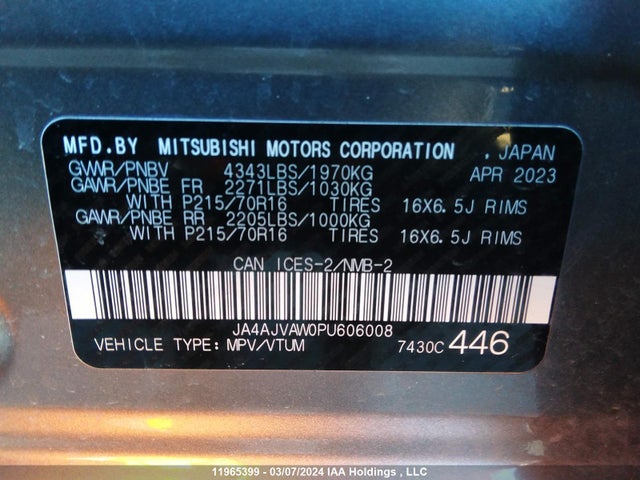 MFD.BY MITSUBISHI MOTORS CORPORATION . JAPAN
GVWR/PNBV 4343LBS/1970KG APR 2023
GAWR/PNBE FR 2271LBS/1030KG
WITH P215/70R16 TIRES 16X6.5J RIMS
GAWR/PNBE RR 2205LBS/1000KG
WITH P215/70R16 TIRES 16X6.5J RIMS
CAN ICES-2/NMB-2
JA4AJVAW0PU606008
VEHICLE TYPE: MPV/VTUM 7430C 446
11965399 - 03/07/2024 IAA Holdings , LLC